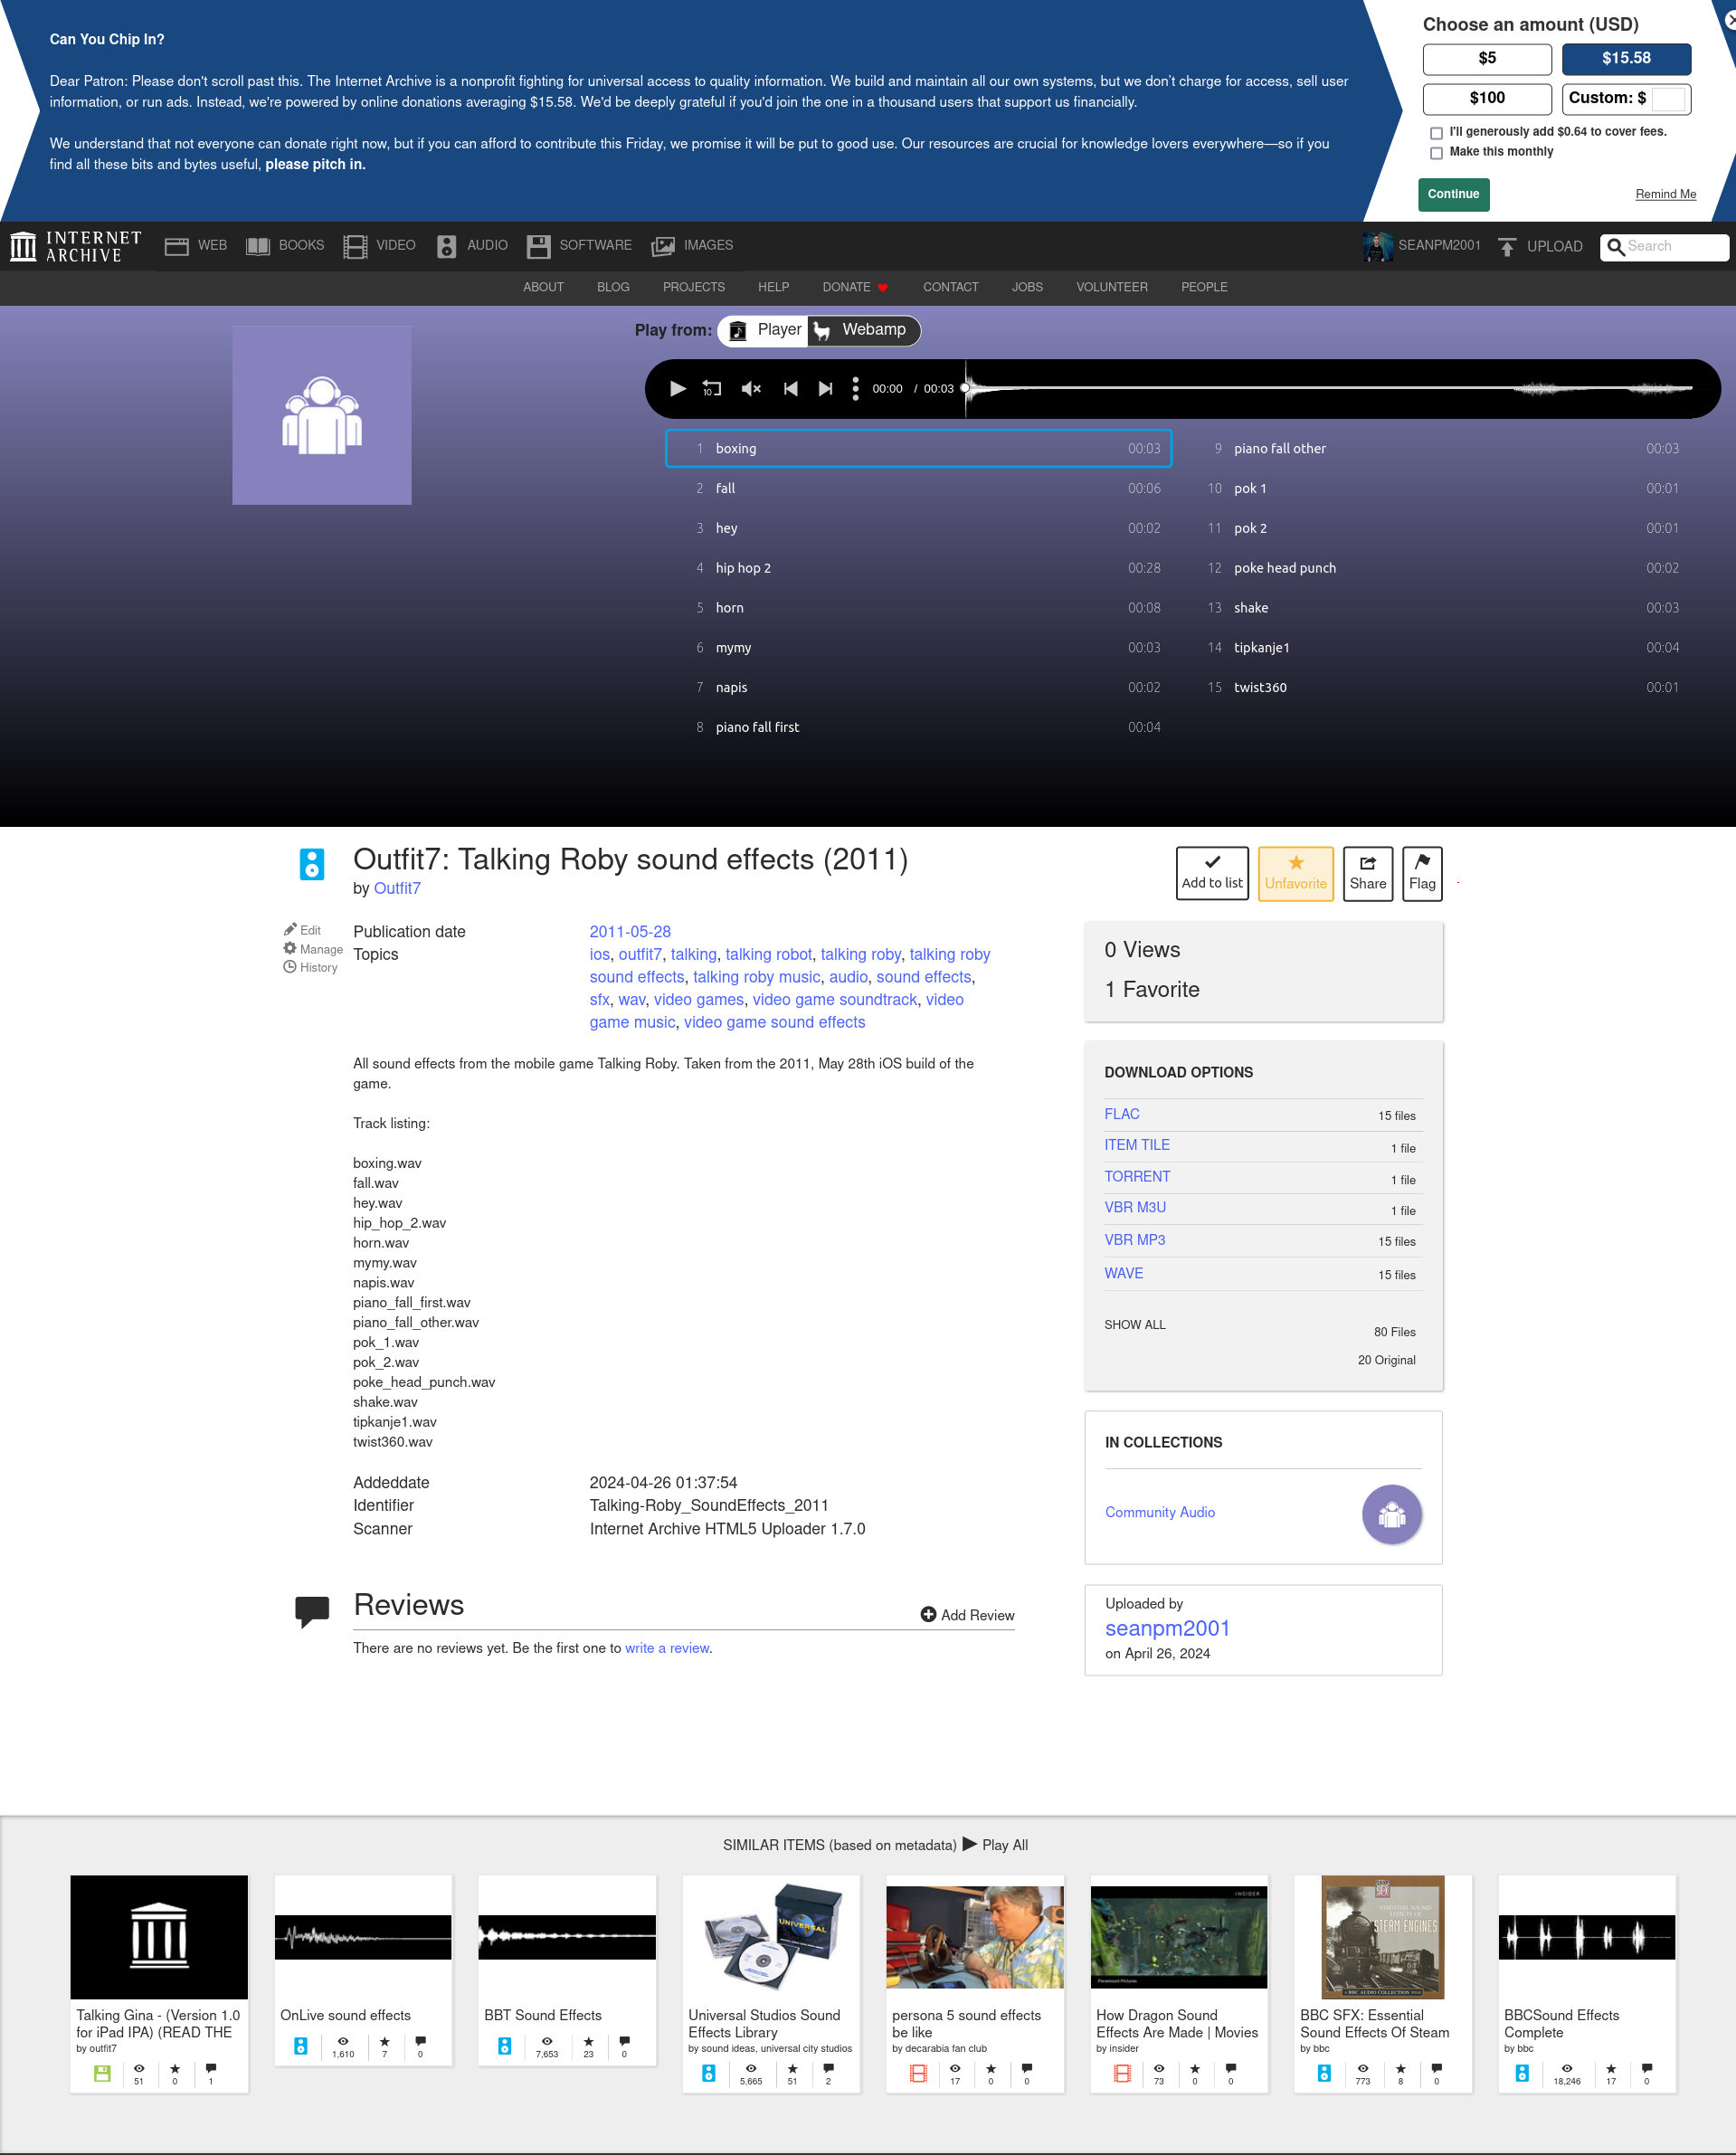 Can You Chip In?
Dear Patron: Please don't scroll past this. The Internet Archive is a nonprofit fighting for universal access to quality information. We build and maintain all our own systems, but we don't charge for access, sell user
information, or run ads. Instead, we're powered by online donations averaging $15.58. We'd be deeply grateful if you'd join the one in a thousand users that support us financially.
We understand that not everyone can donate right now, but if you can afford to contribute this Friday, we promise it will be put to good use. Our resources are crucial for knowledge lovers everywhere—so if you
find all these bits and bytes useful, please pitch in.
Choose an amount (USD)
$5 $15.58
$100 Custom: $
I'll generously add $0.64 to cover fees.
Make this monthly
Continue Remind Me
INTERNET ARCHIVE WEB BOOKS VIDEO AUDIO SOFTWARE IMAGES SEANPM2001 UPLOAD Search
ABOUT BLOG PROJECTS HELP DONATE CONTACT JOBS VOLUNTEER PEOPLE
Play from: Player Webamp
10 00:00 / 00:03
1 boxing 00:03
2 fall 00:06
3 hey 00:02
4 hip hop 2 00:28
5 horn 00:08
6 mymy 00:03
7 napis 00:02
8 piano fall first 00:04
9 piano fall other 00:03
10 pok 1 00:01
11 pok 2 00:01
12 poke head punch 00:02
13 shake 00:03
14 tipkanje1 00:04
15 twist360 00:01
Outfit7: Talking Roby sound effects (2011)
by Outfit7
Add to list Unfavorite Share Flag
Edit
Manage
History
Publication date 2011-05-28
Topics ios, outfit7, talking, talking robot, talking roby, talking roby
sound effects, talking roby music, audio, sound effects,
sfx, wav, video games, video game soundtrack, video
game music, video game sound effects
All sound effects from the mobile game Talking Roby. Taken from the 2011, May 28th iOS build of the
game.
Track listing:
boxing.wav
fall.wav
hey.wav
hip_hop_2.wav
horn.wav
mymy.wav
napis.wav
piano_fall_first.wav
piano_fall_other.wav
pok_1.wav
pok_2.wav
poke_head_punch.wav
shake.wav
tipkanje1.wav
twist360.wav
Addeddate 2024-04-26 01:37:54
Identifier Talking-Roby_SoundEffects_2011
Scanner Internet Archive HTML5 Uploader 1.7.0
Reviews
Add Review
There are no reviews yet. Be the first one to write a review.
0 Views
1 Favorite
DOWNLOAD OPTIONS
FLAC 15 files
ITEM TILE 1 file
TORRENT 1 file
VBR M3U 1 file
VBR MP3 15 files
WAVE 15 files
SHOW ALL 80 Files
20 Original
IN COLLECTIONS
Community Audio
Uploaded by
seanpm2001
on April 26, 2024
SIMILAR ITEMS (based on metadata) Play All
Talking Gina - (Version 1.0
for iPad IPA) (READ THE
by outfit7
51 0 1
OnLive sound effects
1,610 7 0
BBT Sound Effects
7,653 23 0
UNIVERSAL
Universal Studios Sound
Effects Library
by sound ideas, universal city studios
5,665 51 2
persona 5 sound effects
be like
by decarabia fan club
17 0 0
INSIDER
Paramount Pictures
How Dragon Sound
Effects Are Made | Movies
by insider
73 0 0
ESSENTIAL SOUND
EFFECTS OF
STEAM ENGINES
BBC AUDIO COLLECTION
BBC SFX: Essential
Sound Effects Of Steam
by bbc
773 8 0
BBCSound Effects
Complete
by bbc
18,246 17 0